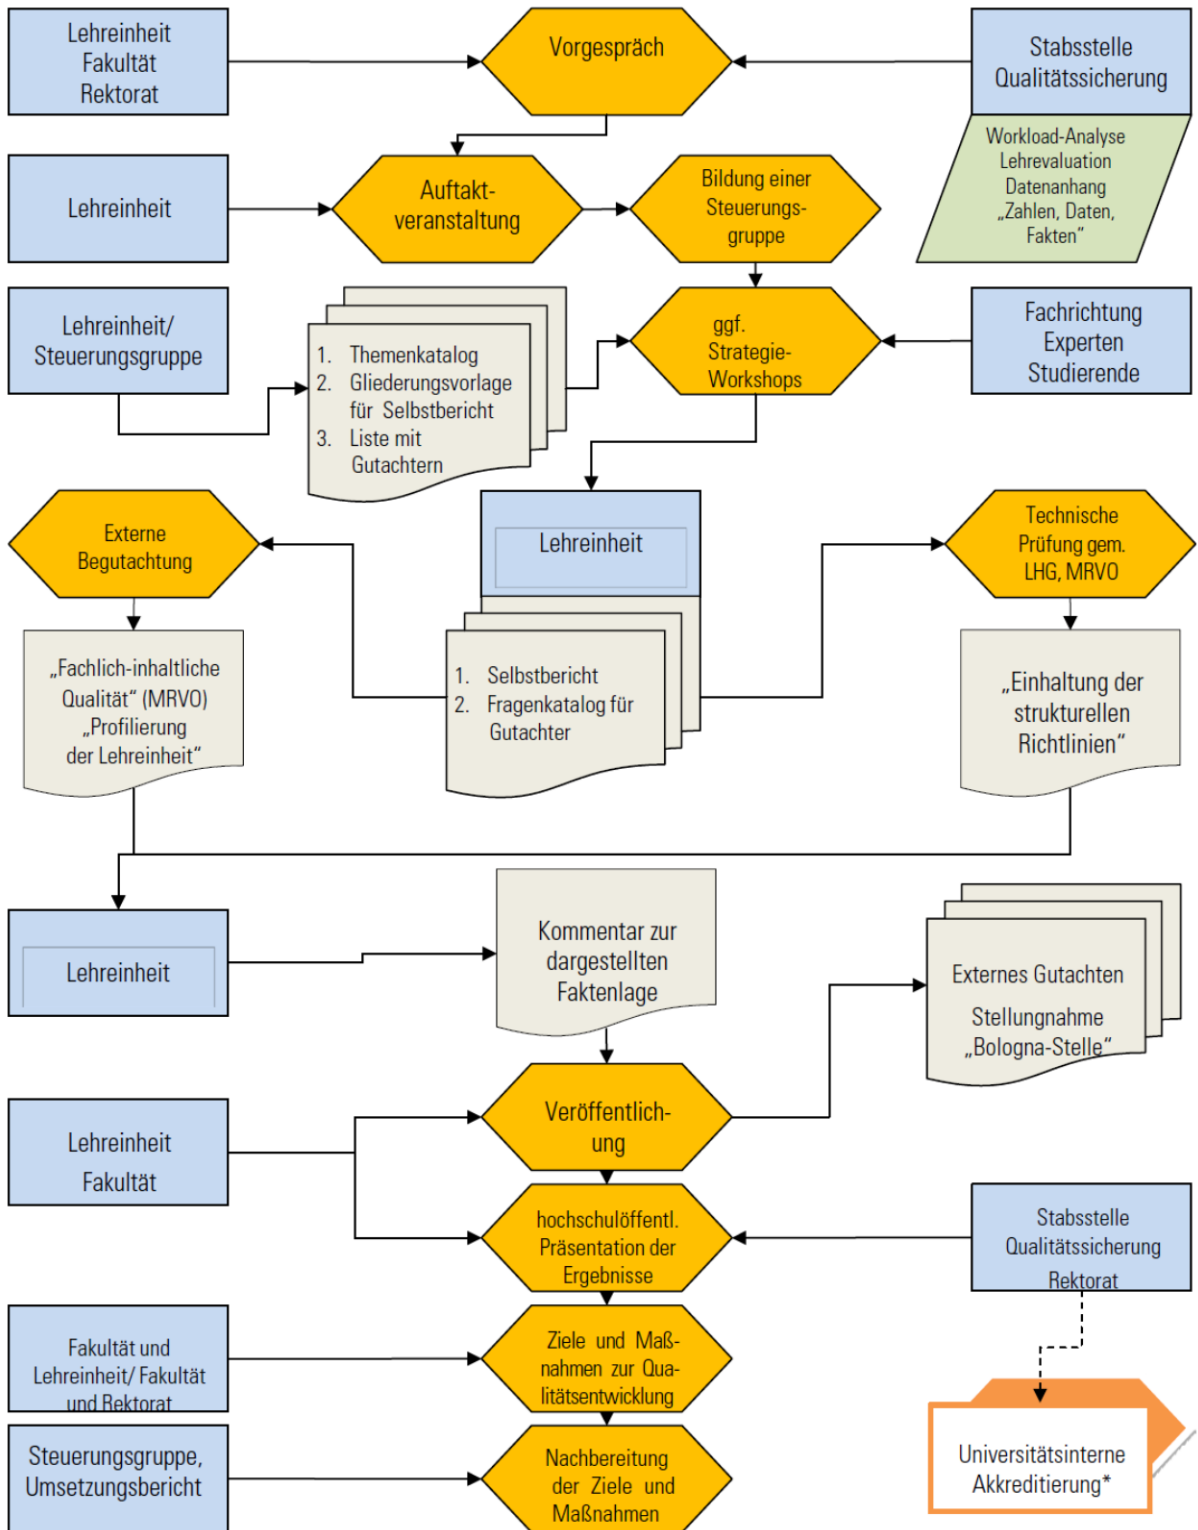 Lehreinheit
Fakultät
Rektorat
Vorgespräch
Stabsstelle
Qualitätssicherung
Workload-Analyse
Lehrevaluation
Datenanhang
„Zahlen, Daten,
Fakten“
Lehreinheit
Auftakt-
veranstaltung
Bildung einer
Steuerungs-
gruppe
Lehreinheit/
Steuerungsgruppe
1. Themenkatalog
2. Gliederungsvorlage
für Selbstbericht
3. Liste mit
Gutachtern
ggf.
Strategie-
Workshops
Fachrichtung
Experten
Studierende
Externe
Begutachtung
Lehreinheit
Technische
Prüfung gem.
LHG, MRVO
„Fachlich-inhaltliche
Qualität“ (MRVO)
„Profilierung
der Lehreinheit“
1. Selbstbericht
2. Fragenkatalog für
Gutachter
„Einhaltung der
strukturellen
Richtlinien“
Lehreinheit
Kommentar zur
dargestellten
Faktenlage
Externes Gutachten
Stellungnahme
„Bologna-Stelle“
Lehreinheit
Fakultät
Veröffentlich-
ung
hochschulöffentl.
Präsentation der
Ergebnisse
Stabsstelle
Qualitätssicherung
Rektorat
Fakultät und
Lehreinheit/ Fakultät
und Rektorat
Ziele und Maß-
nahmen zur Qua-
litätsentwicklung
Steuerungsgruppe,
Umsetzungsbericht
Nachbereitung
der Ziele und
Maßnahmen
Universitätsinterne
Akkreditierung*